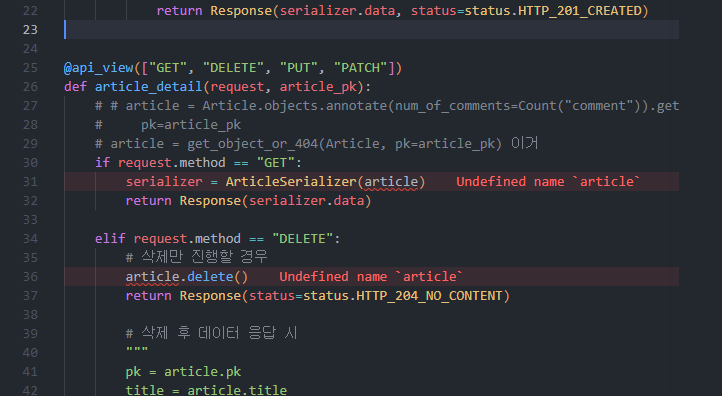 22 return Response(serializer.data, status=status.HTTP_201_CREATED)
23
24
25 @api_view(["GET", "DELETE", "PUT", "PATCH"])
26 def article_detail(request, article_pk):
27 # # article = Article.objects.annotate(num_of_comments=Count("comment")).get
28 #     pk=article_pk
29 # article = get_object_or_404(Article, pk=article_pk) 이거
30 if request.method == "GET":
31 serializer = ArticleSerializer(article) Undefined name `article`
32 return Response(serializer.data)
33
34 elif request.method == "DELETE":
35 # 삭제만 진행할 경우
36 article.delete() Undefined name `article`
37 return Response(status=status.HTTP_204_NO_CONTENT)
38
39 # 삭제 후 데이터 응답 시
40 """
41 pk = article.pk
42 title = article.title